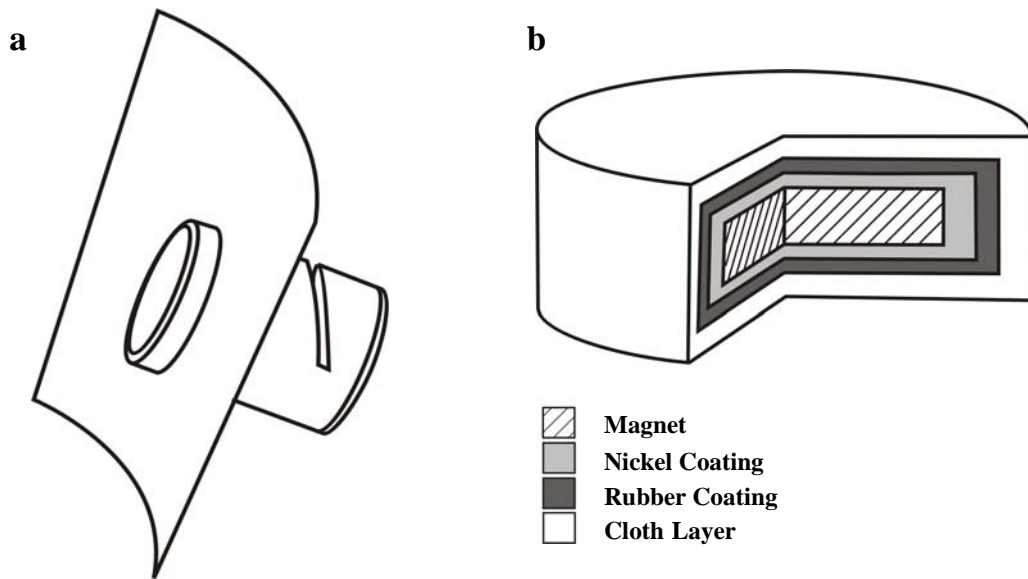 a
b
Magnet
Nickel Coating
Rubber Coating
Cloth Layer